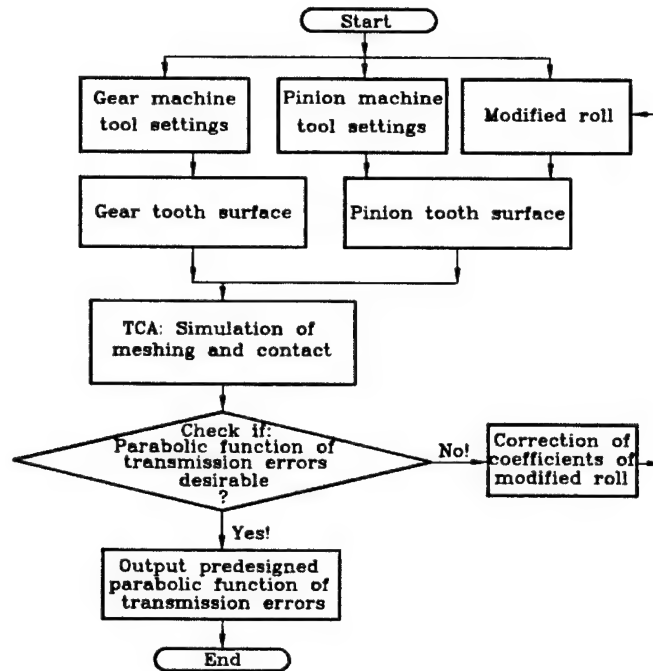 Start
Gear machine
tool settings
Pinion machine
tool settings
Modified roll
Gear tooth surface
Pinion tooth surface
TCA: Simulation of
meshing and contact
Check if:
Parabolic function of
transmission errors
desirable
?
No!
Correction of
coefficients of
modified roll
Yes!
Output predesigned
parabolic function of
transmission errors
End